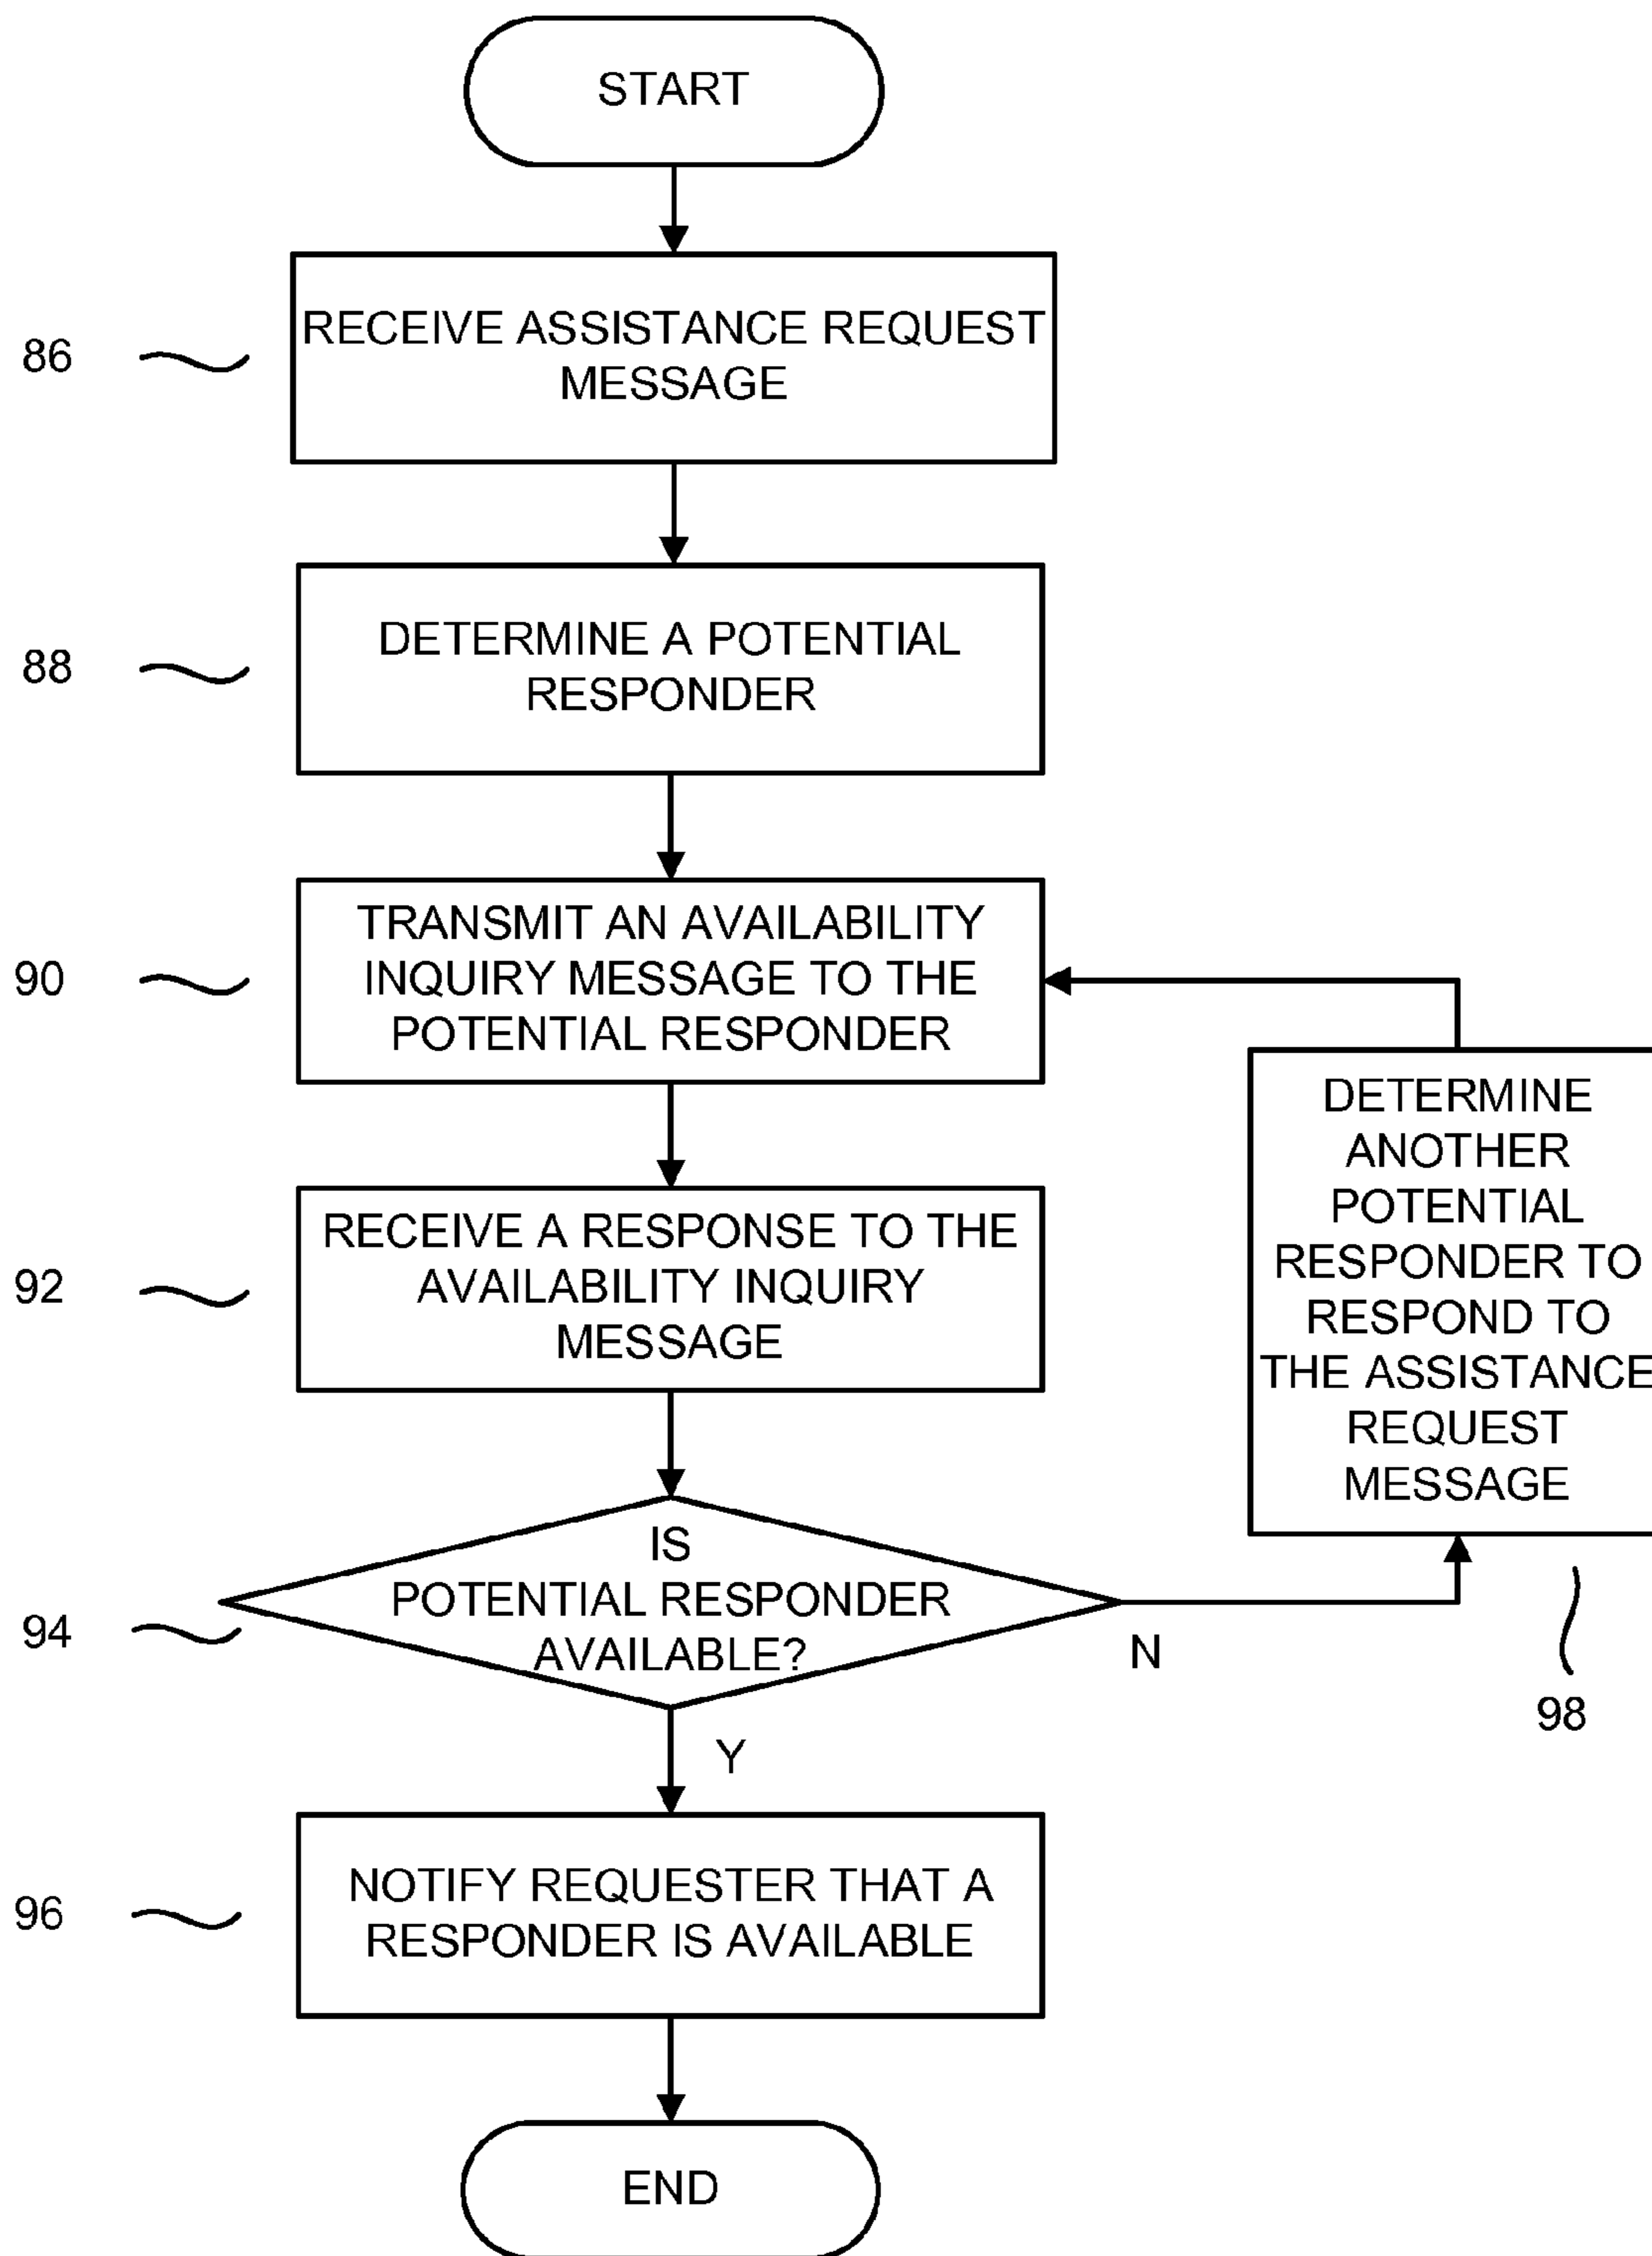 START
86
RECEIVE ASSISTANCE REQUEST
MESSAGE
88
DETERMINE A POTENTIAL
RESPONDER
90
TRANSMIT AN AVAILABILITY
INQUIRY MESSAGE TO THE
POTENTIAL RESPONDER
92
RECEIVE A RESPONSE TO THE
AVAILABILITY INQUIRY
MESSAGE
94
IS
POTENTIAL RESPONDER
AVAILABLE?
N
Y
DETERMINE
ANOTHER
POTENTIAL
RESPONDER TO
RESPOND TO
THE ASSISTANCE
REQUEST
MESSAGE
98
96
NOTIFY REQUESTER THAT A
RESPONDER IS AVAILABLE
END